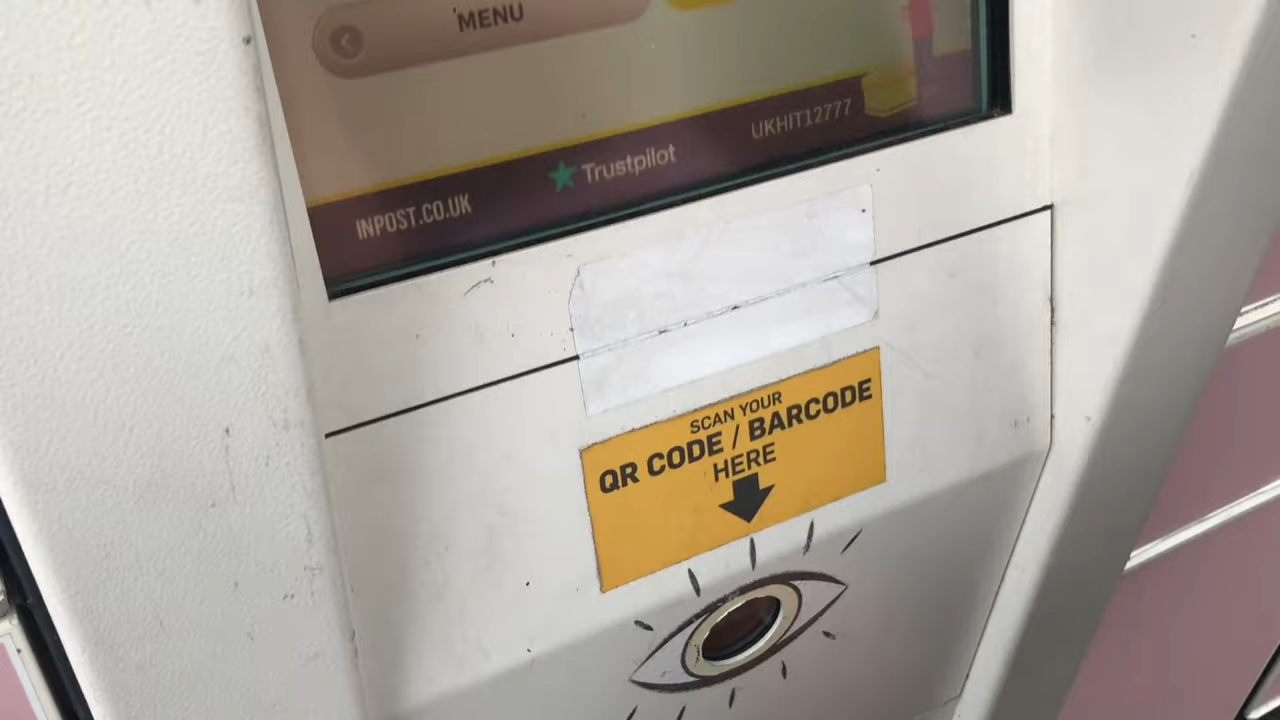 MENU
INPOST.CO.UK
Trustpilot
UKHIT12777
SCAN YOUR
QR CODE / BARCODE
HERE